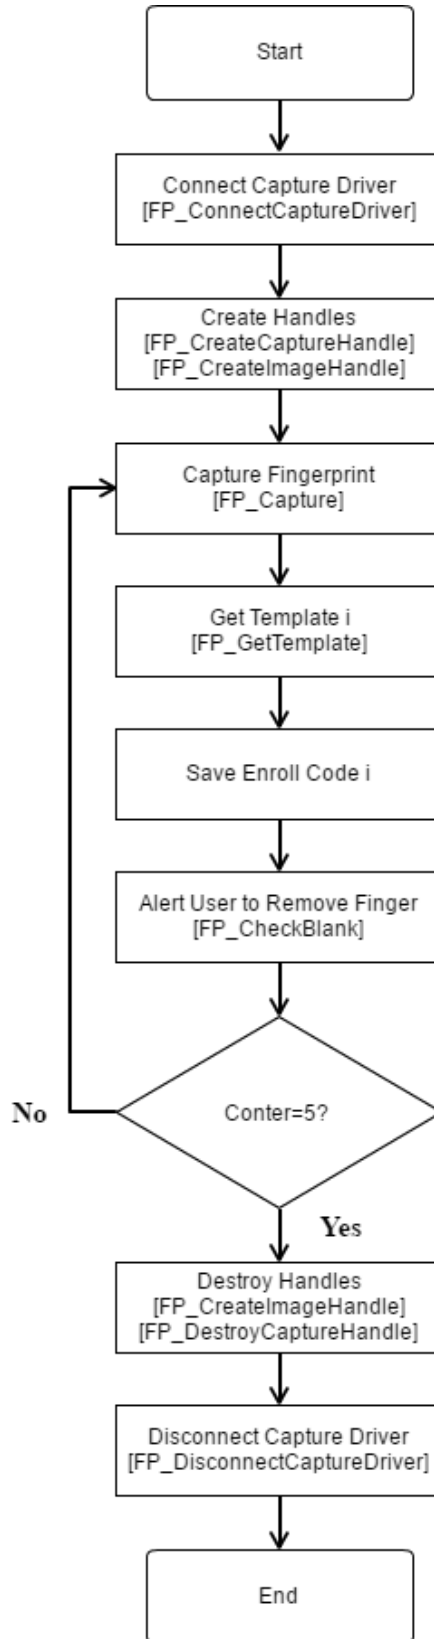 Start
Connect Capture Driver
[FP_ConnectCaptureDriver]
Create Handles
[FP_CreateCaptureHandle]
[FP_CreateImageHandle]
Capture Fingerprint
[FP_Capture]
Get Template i
[FP_GetTemplate]
Save Enroll Code i
Alert User to Remove Finger
[FP_CheckBlank]
Conter=5?
No
Yes
Destroy Handles
[FP_CreateImageHandle]
[FP_DestroyCaptureHandle]
Disconnect Capture Driver
[FP_DisconnectCaptureDriver]
End